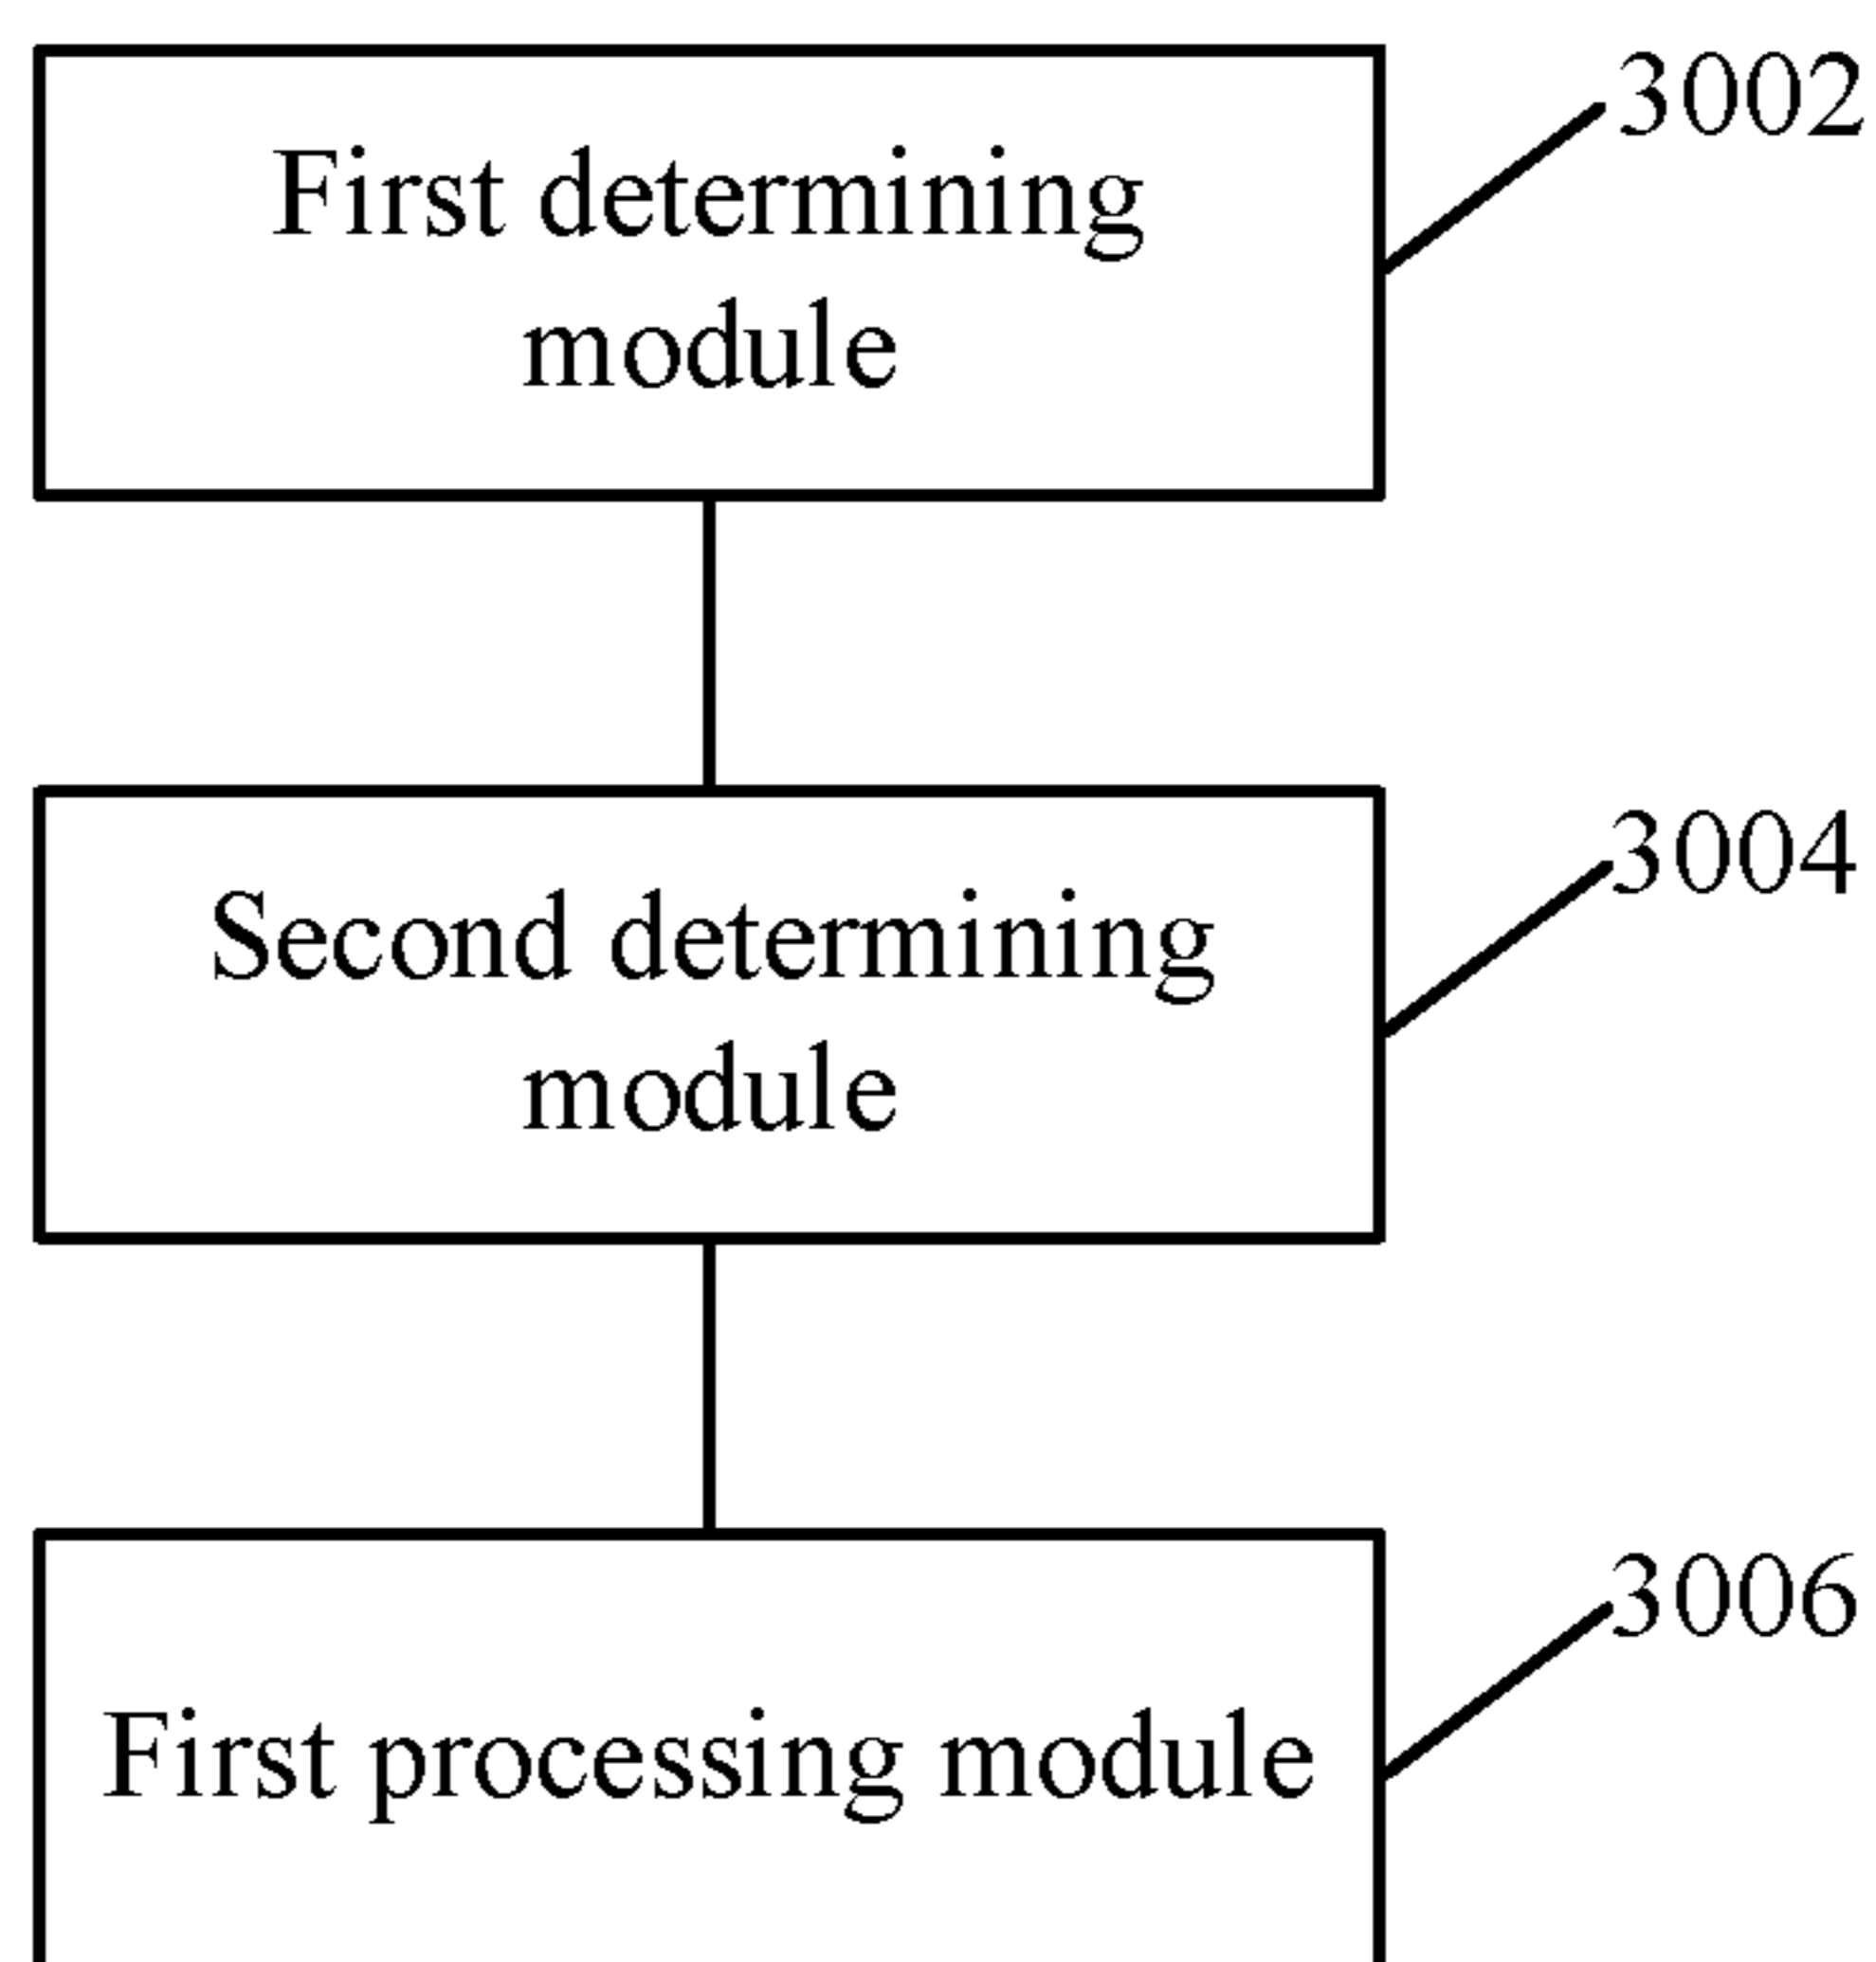 3002
First determining
module
3004
Second determining
module
3006
First processing module